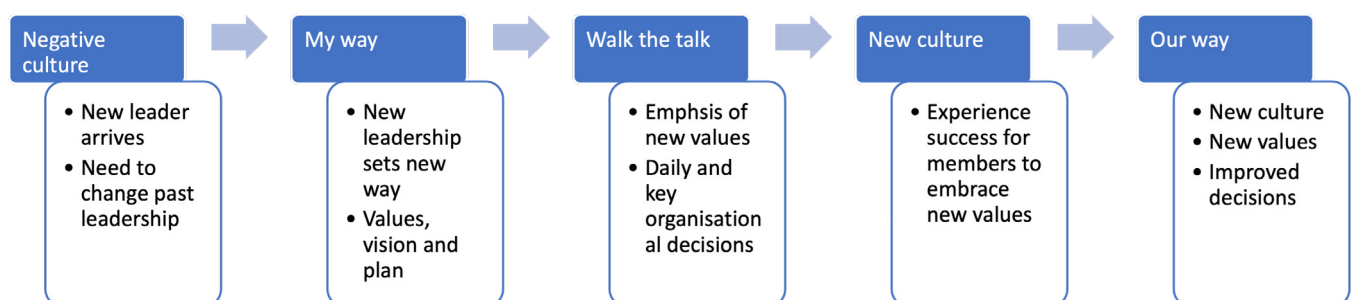 Negative
culture
• New leader
arrives
• Need to
change past
leadership
My way
• New
leadership
sets new
way
• Values,
vision and
plan
Walk the talk
• Emphsis of
new values
• Daily and
key
organisation
al decisions
New culture
• Experience
success for
members to
embrace
new values
Our way
• New culture
• New values
• Improved
decisions